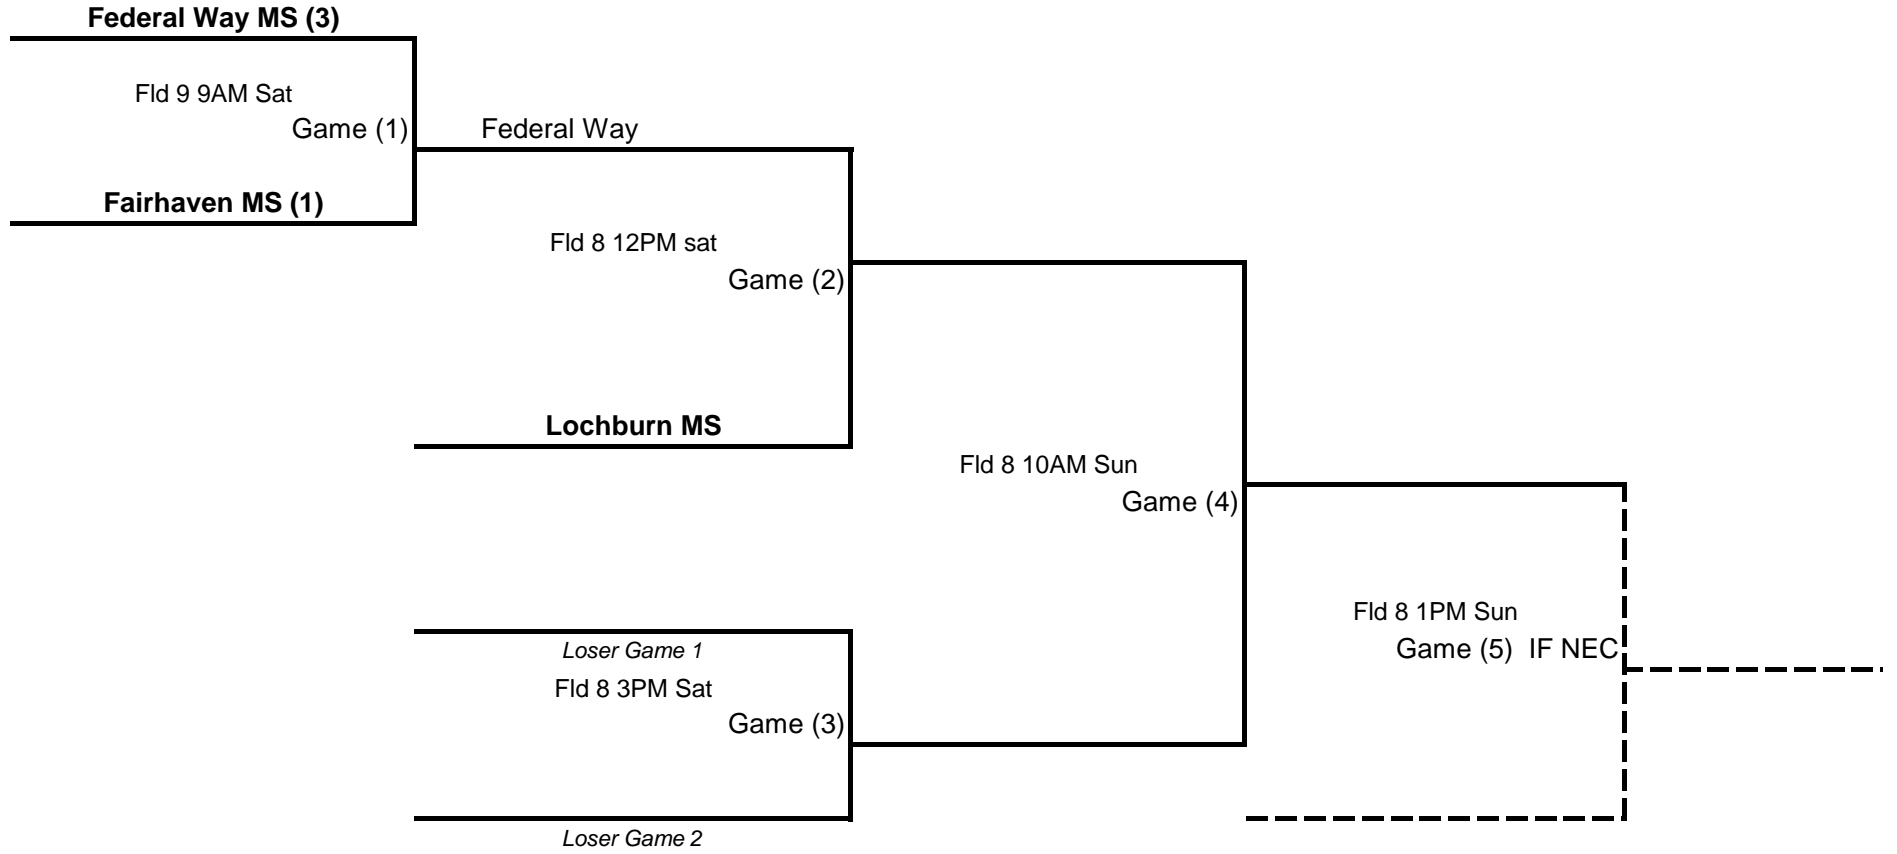 Federal Way MS (3)
Fld 9 9AM Sat
Game (1)
Federal Way
Fairhaven MS (1)
Fld 8 12PM sat
Game (2)
Lochburn MS
Fld 8 10AM Sun
Game (4)
Fld 8 1PM Sun
Game (5)  IF NEC
Loser Game 1
Fld 8 3PM Sat
Game (3)
Loser Game 2